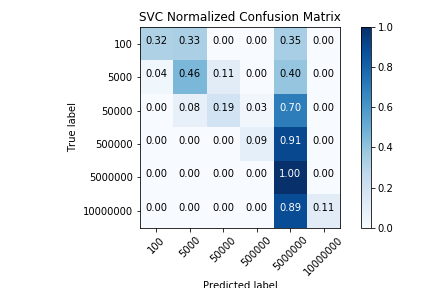 SVC Normalized Confusion Matrix
True label
100 0.32 0.33 0.00 0.00 0.35 0.00
5000 0.04 0.46 0.11 0.00 0.40 0.00
50000 0.00 0.08 0.19 0.03 0.70 0.00
500000 0.00 0.00 0.00 0.09 0.91 0.00
5000000 0.00 0.00 0.00 0.00 1.00 0.00
10000000 0.00 0.00 0.00 0.00 0.89 0.11
100 5000 50000 500000 5000000 10000000
Predicted label
1.0
0.8
0.6
0.4
0.2
0.0